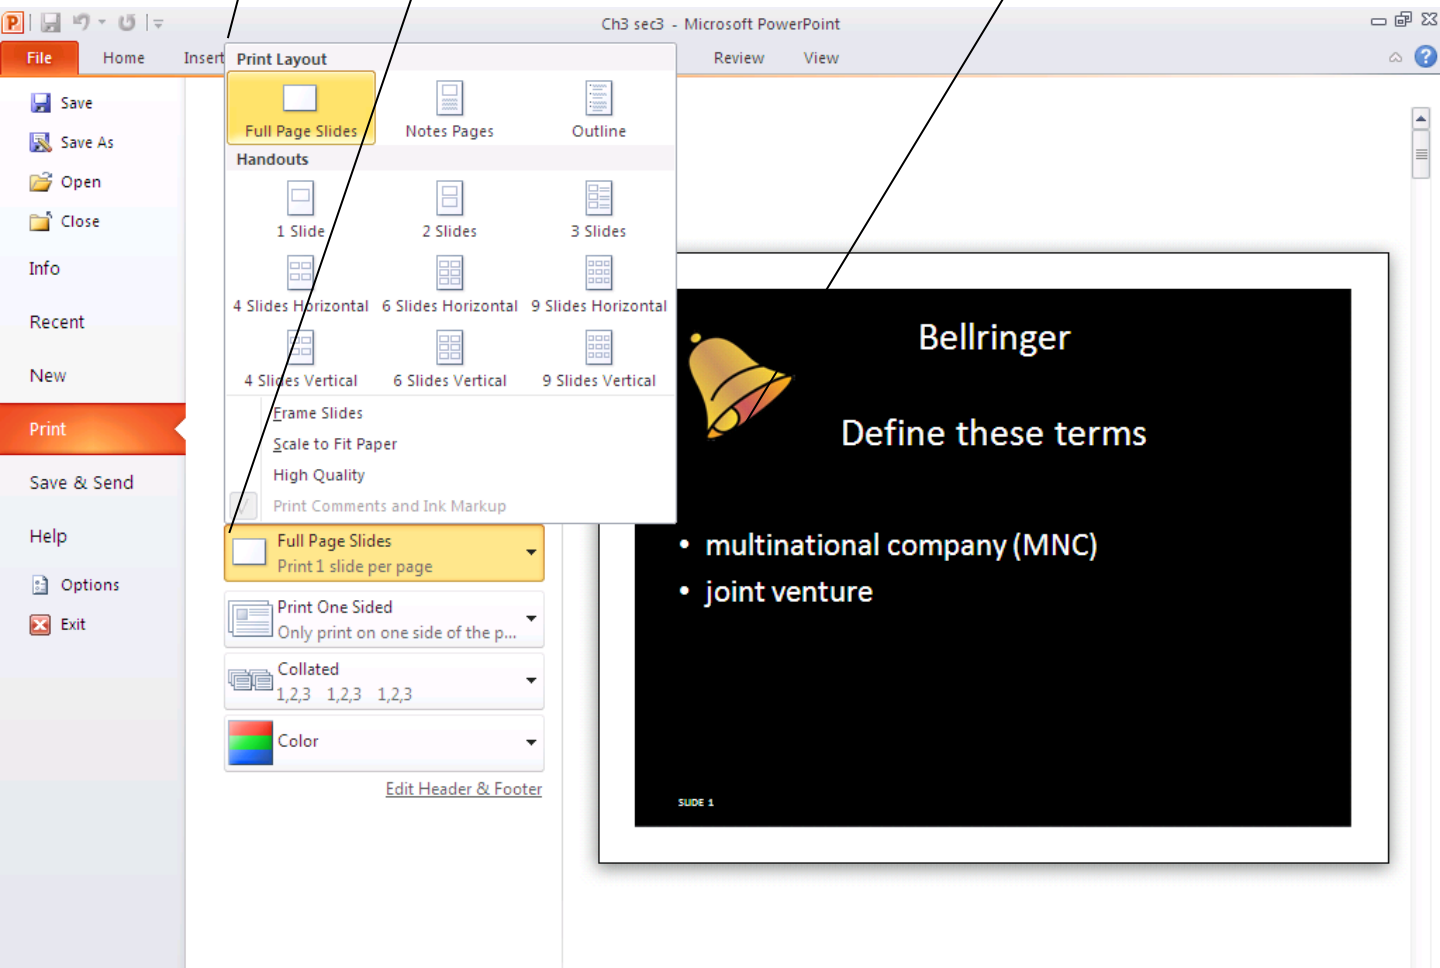 Ch3 sec3 - Microsoft PowerPoint
File Home Insert Review View
Save
Save As
Open
Close
Info
Recent
New
Print
Save & Send
Help
Options
Exit
Print Layout
Full Page Slides Notes Pages Outline
Handouts
1 Slide 2 Slides 3 Slides
4 Slides Horizontal 6 Slides Horizontal 9 Slides Horizontal
4 Slides Vertical 6 Slides Vertical 9 Slides Vertical
Frame Slides
Scale to Fit Paper
High Quality
Print Comments and Ink Markup
Full Page Slides
Print 1 slide per page
Print One Sided
Only print on one side of the p...
Collated
1,2,3 1,2,3 1,2,3
Color
Edit Header & Footer
Bellringer
Define these terms
• multinational company (MNC)
• joint venture
SLIDE 1